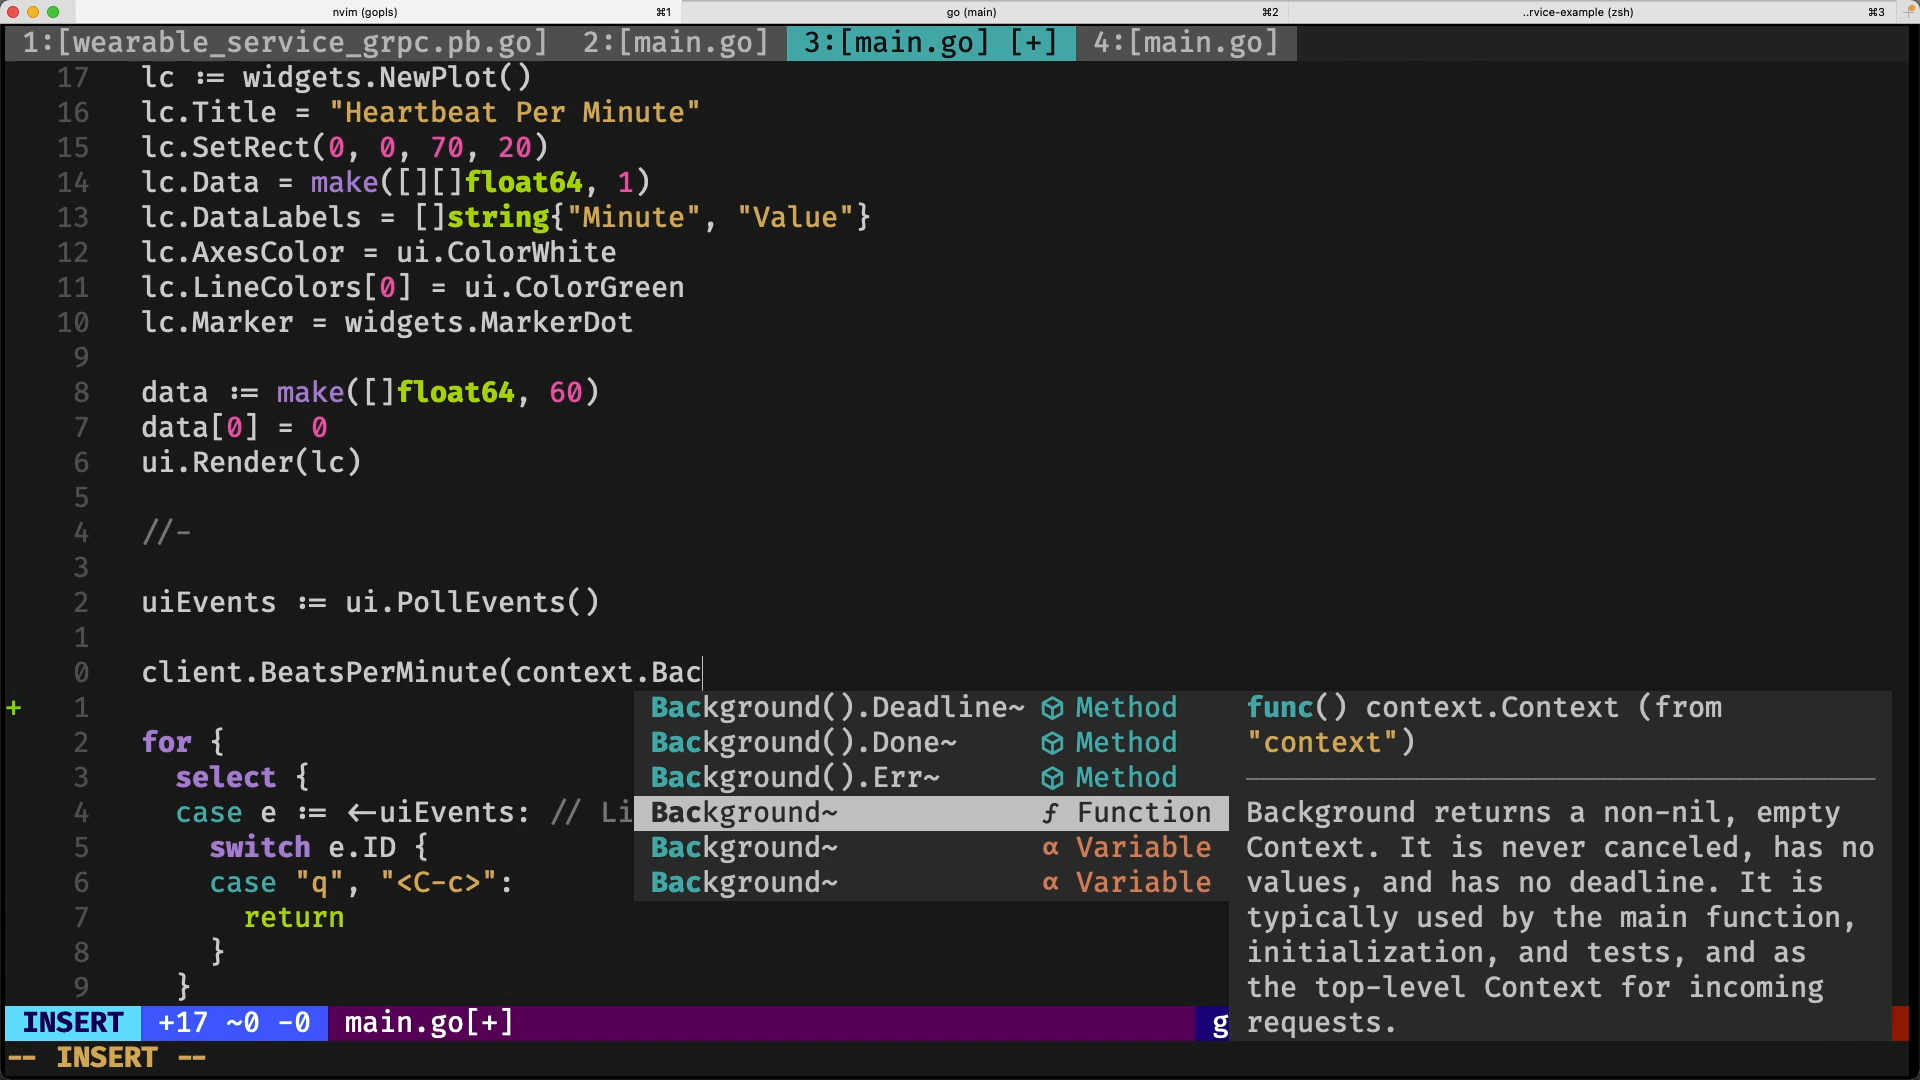 nvim (gopls) ⌘1 go (main) ⌘2 ..rvice-example (zsh) ⌘3
1:[wearable_service_grpc.pb.go] 2:[main.go] 3:[main.go] [+] 4:[main.go]
17 lc := widgets.NewPlot()
16 lc.Title = "Heartbeat Per Minute"
15 lc.SetRect(0, 0, 70, 20)
14 lc.Data = make([][]float64, 1)
13 lc.DataLabels = []string{"Minute", "Value"}
12 lc.AxesColor = ui.ColorWhite
11 lc.LineColors[0] = ui.ColorGreen
10 lc.Marker = widgets.MarkerDot
9
8 data := make([]float64, 60)
7 data[0] = 0
6 ui.Render(lc)
5
4 //-
3
2 uiEvents := ui.PollEvents()
1
0 client.BeatsPerMinute(context.Bac
+ 1
2 for {
3 select {
4 case e := <-uiEvents: // Li
5 switch e.ID {
6 case "q", "<C-c>":
7 return
8 }
9 }
Background().Deadline~ Method
Background().Done~ Method
Background().Err~ Method
Background~ ƒ Function
Background~ α Variable
Background~ α Variable
func() context.Context (from
"context")
Background returns a non-nil, empty
Context. It is never canceled, has no
values, and has no deadline. It is
typically used by the main function,
initialization, and tests, and as
the top-level Context for incoming
requests.
INSERT +17 ~0 -0 main.go[+] g
-- INSERT --